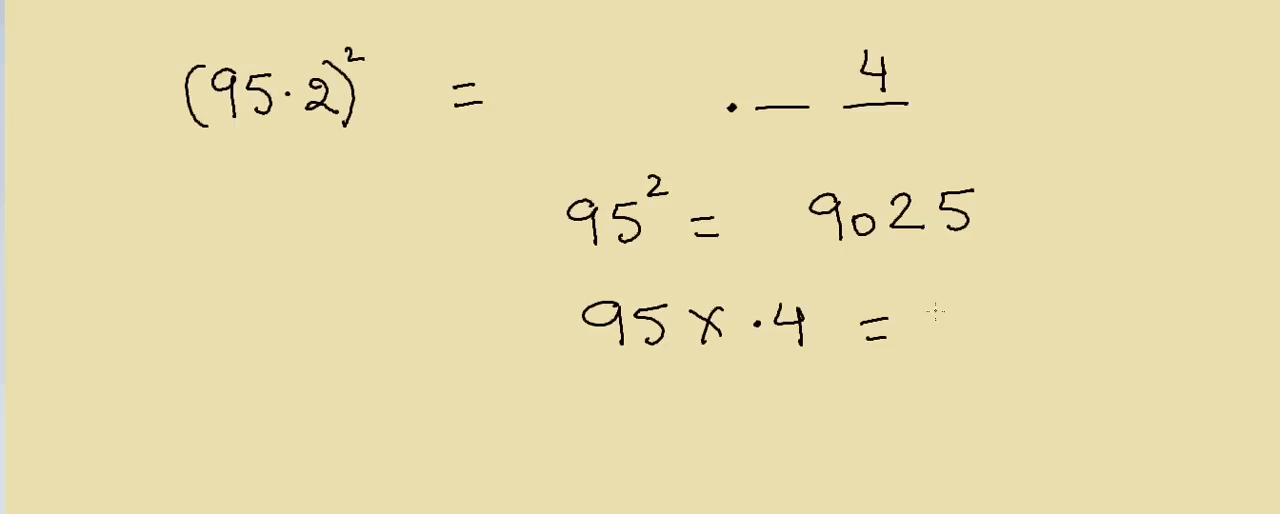 (95.2)² = . _ 4
95² = 9025
95 x .4 =